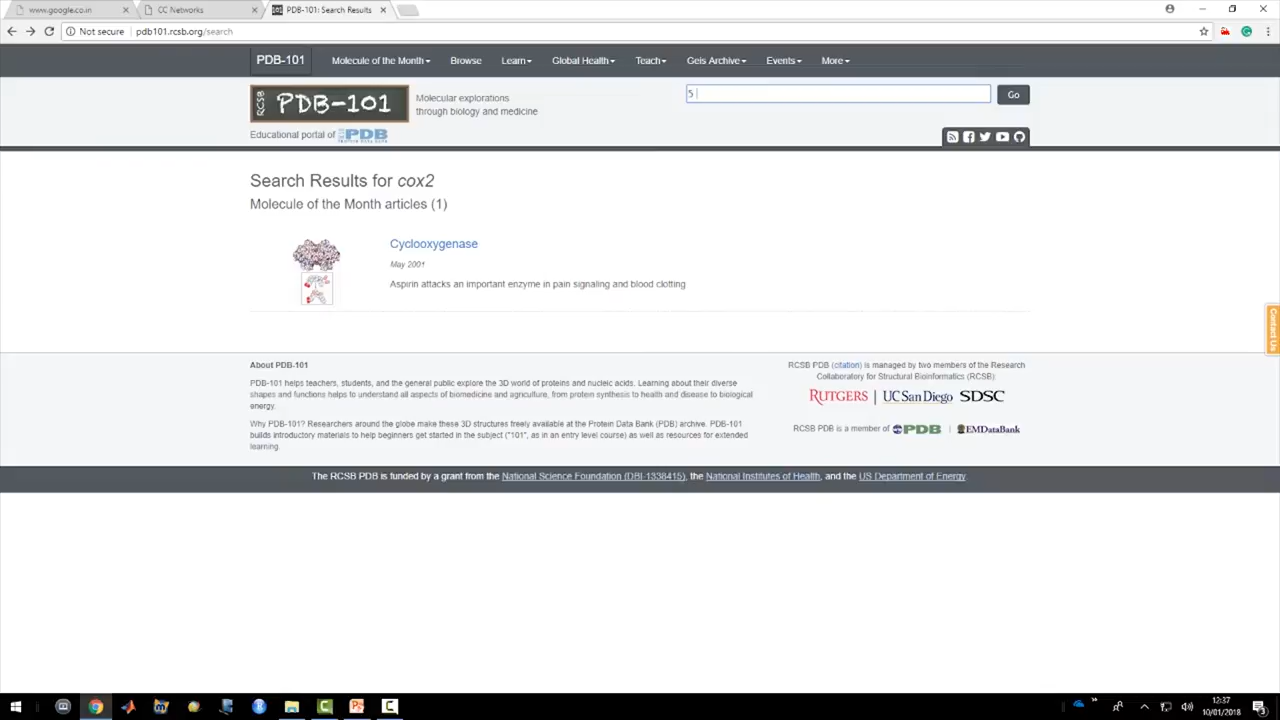 www.google.co.in
CC Networks
PDB-101: Search Results
Not secure | pdb101.rcsb.org/search
PDB-101
Molecule of the Month
Browse
Learn
Global Health
Teach
Geis Archive
Events
More
RCSB PDB-101
Molecular explorations
through biology and medicine
5
Go
Educational portal of PDB
Search Results for cox2
Molecule of the Month articles (1)
Cyclooxygenase
May 2001
Aspirin attacks an important enzyme in pain signaling and blood clotting
Contact Us
About PDB-101
PDB-101 helps teachers, students, and the general public explore the 3D world of proteins and nucleic acids. Learning about their diverse
shapes and functions helps to understand all aspects of biomedicine and agriculture, from protein synthesis to health and disease to biological
energy.
Why PDB-101? Researchers around the globe make these 3D structures freely available at the Protein Data Bank (PDB) archive. PDB-101
builds introductory materials to help beginners get started in the subject ("101", as in an entry level course) as well as resources for extended
learning.
RCSB PDB (citation) is managed by two members of the Research
Collaboratory for Structural Bioinformatics (RCSB):
RUTGERS | UC San Diego SDSC
RCSB PDB is a member of PDB | EMDataBank
The RCSB PDB is funded by a grant from the National Science Foundation (DBI-1338415), the National Institutes of Health, and the US Department of Energy.
12:37
10/01/2018